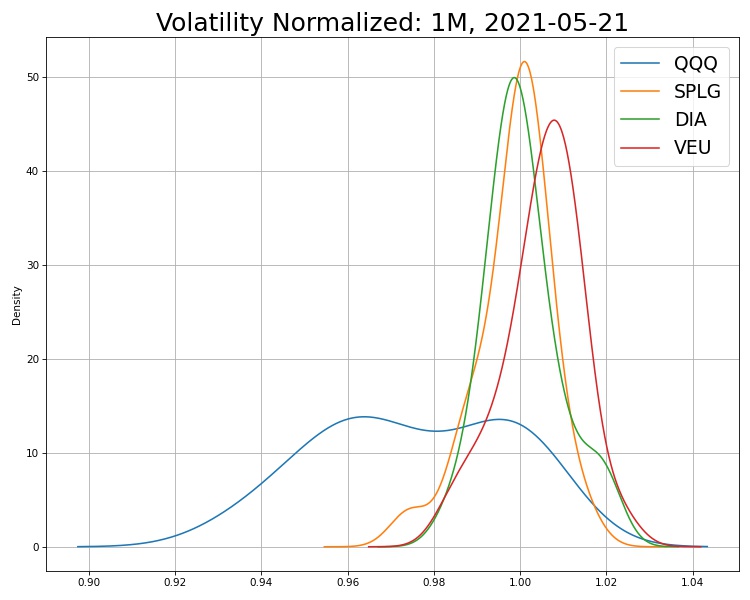 Volatility Normalized: 1M, 2021-05-21
QQQ
SPLG
DIA
VEU
Density
50
40
30
20
10
0
0.90 0.92 0.94 0.96 0.98 1.00 1.02 1.04